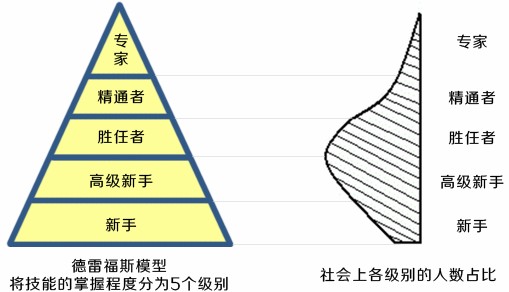 专
家
精通者
胜任者
高级新手
新手
德雷福斯模型
将技能的掌握程度分为5个级别
专家
精通者
胜任者
高级新手
新手
社会上各级别的人数占比